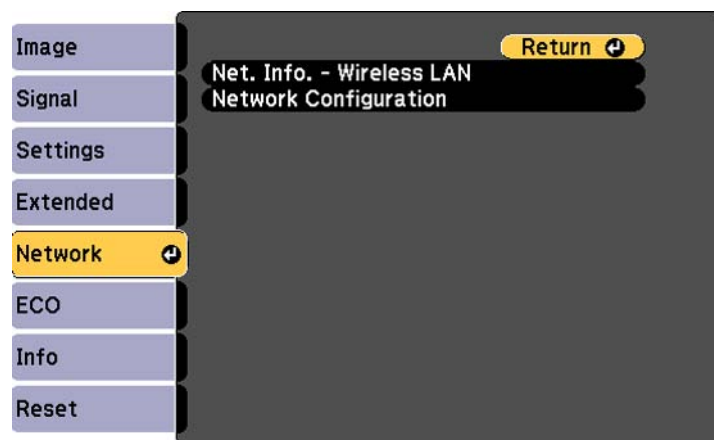 Image
Signal
Settings
Extended
Network
ECO
Info
Reset
Return
Net. Info. - Wireless LAN
Network Configuration